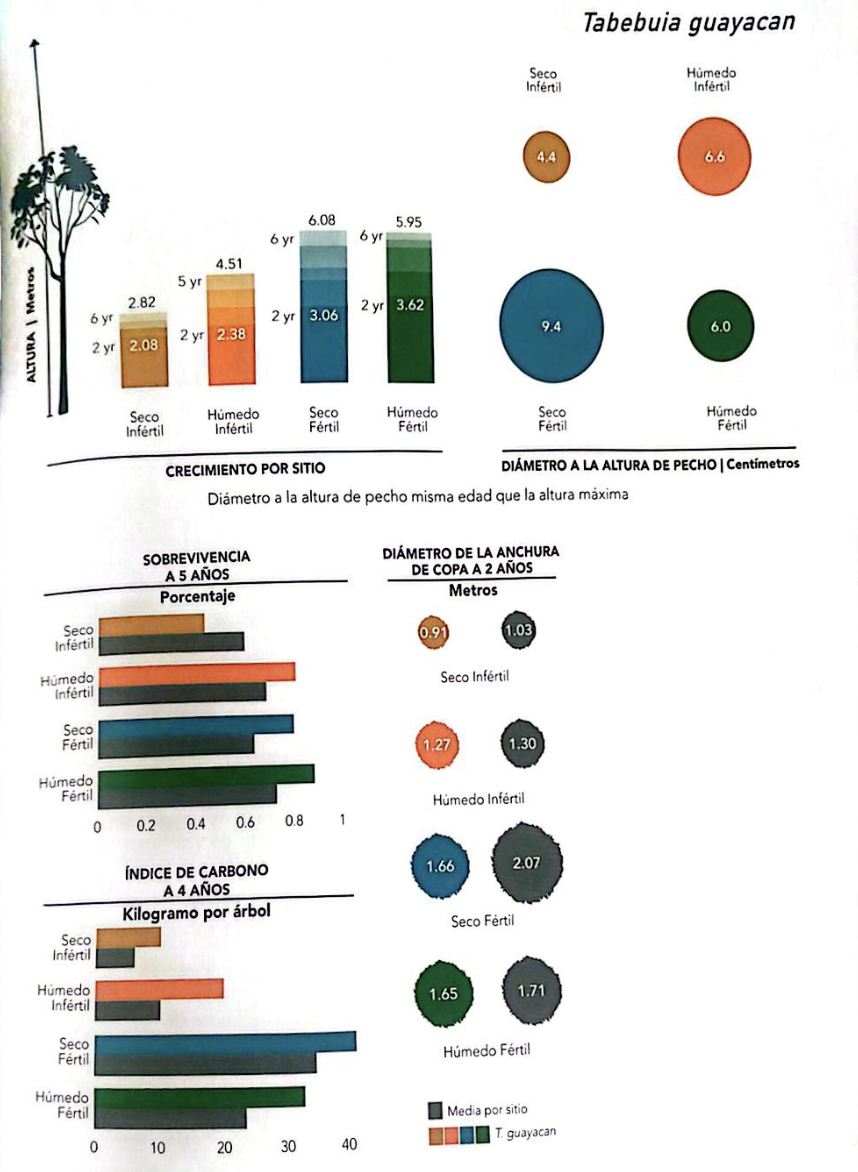 Tabebuia guayacan
ALTURA | Metros
6 yr
2.82
2 yr
2.08
Seco
Infértil
5 yr
4.51
2 yr
2.38
Húmedo
Infértil
6 yr
6.08
2 yr
3.06
Seco
Fértil
6 yr
5.95
2 yr
3.62
Húmedo
Fértil
CRECIMIENTO POR SITIO
Seco
Infértil
4.4
Húmedo
Infértil
6.6
9.4
Seco
Fértil
6.0
Húmedo
Fértil
DIÁMETRO A LA ALTURA DE PECHO | Centímetros
Diámetro a la altura de pecho misma edad que la altura máxima
SOBREVIVENCIA
A 5 AÑOS
Porcentaje
Seco
Infértil
Húmedo
Infértil
Seco
Fértil
Húmedo
Fértil
0 0.2 0.4 0.6 0.8 1
ÍNDICE DE CARBONO
A 4 AÑOS
Kilogramo por árbol
Seco
Infértil
Húmedo
Infértil
Seco
Fértil
Húmedo
Fértil
0 10 20 30 40
DIÁMETRO DE LA ANCHURA
DE COPA A 2 AÑOS
Metros
0.91 1.03
Seco Infértil
1.27 1.30
Húmedo Infértil
1.66 2.07
Seco Fértil
1.65 1.71
Húmedo Fértil
Media por sitio
T. guayacan